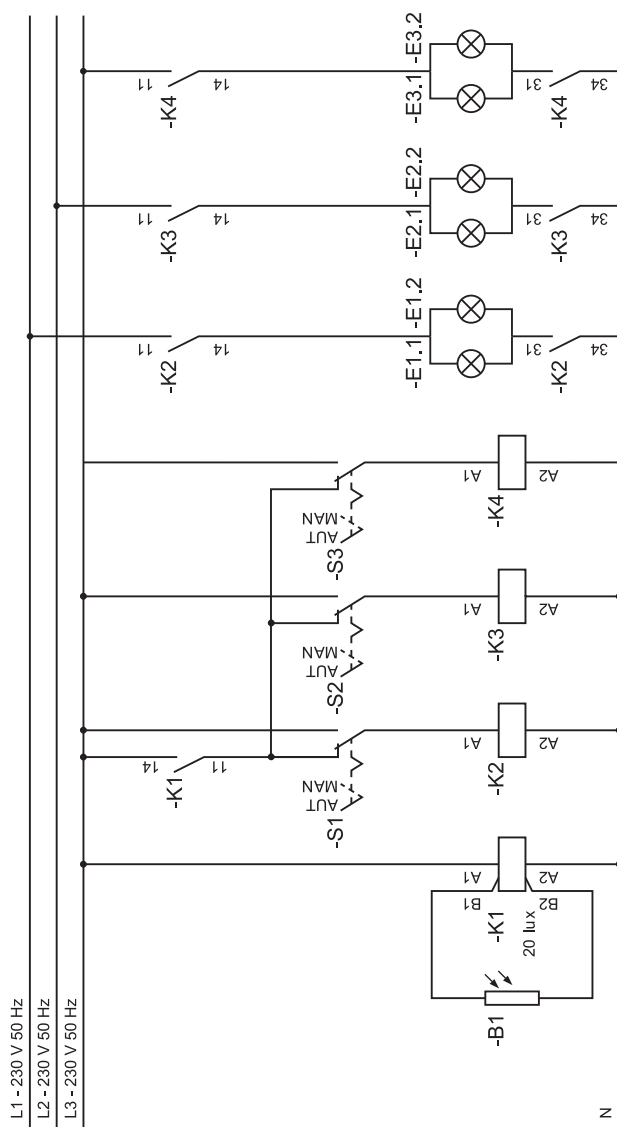 L1 - 230 V 50 Hz
L2 - 230 V 50 Hz
L3 - 230 V 50 Hz
N
-B1
-K1
20 lux
B1
A1
B2
A2
-K1
14
11
-S1
AUT
MAN
-K2
A1
A2
-S2
AUT
MAN
-K3
A1
A2
-S3
AUT
MAN
-K4
A1
A2
-K2
11
14
-E1.1
-E1.2
31
34
-K2
-K3
11
14
-E2.1
-E2.2
31
34
-K3
-K4
11
14
-E3.1
-E3.2
31
34
-K4